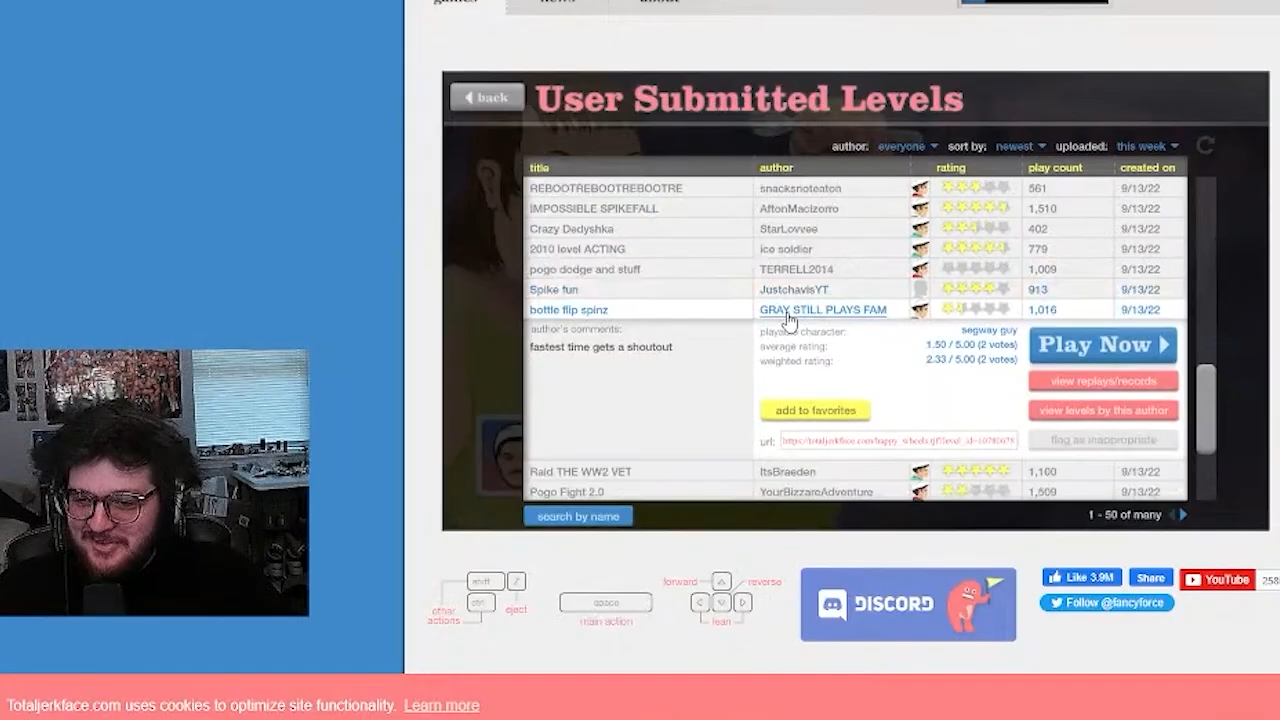 games news about
back User Submitted Levels
author: everyone sort by: newest uploaded: this week
title author rating play count created on
REBOOTREBOOTREBOOTRE snacksnoteaton 561 9/13/22
IMPOSSIBLE SPIKEFALL AftonMacizorro 1,510 9/13/22
Crazy Dedyshka StarLovvee 402 9/13/22
2010 level ACTING ice soldier 779 9/13/22
pogo dodge and stuff TERRELL2014 1,009 9/13/22
Spike fun JustchavisYT 913 9/13/22
bottle flip spinz GRAY STILL PLAYS FAM 1,016 9/13/22
author's comments: playable character: segway guy
fastest time gets a shoutout average rating: 1.50 / 5.00 (2 votes) Play Now
weighted rating: 2.33 / 5.00 (2 votes)
view replays/records
add to favorites view levels by this author
url: flag as inappropriate
Raid THE WW2 VET ItsBraeden 1,100 9/13/22
Pogo Fight 2.0 YourBizzareAdventure 1,509 9/13/22
search by name 1 - 50 of many
shift Z forward reverse
ctrl eject space
other actions main action lean
DISCORD
Like 3.9M Share YouTube 258
Follow @fancyforce
Totaljerkface.com uses cookies to optimize site functionality. Learn more